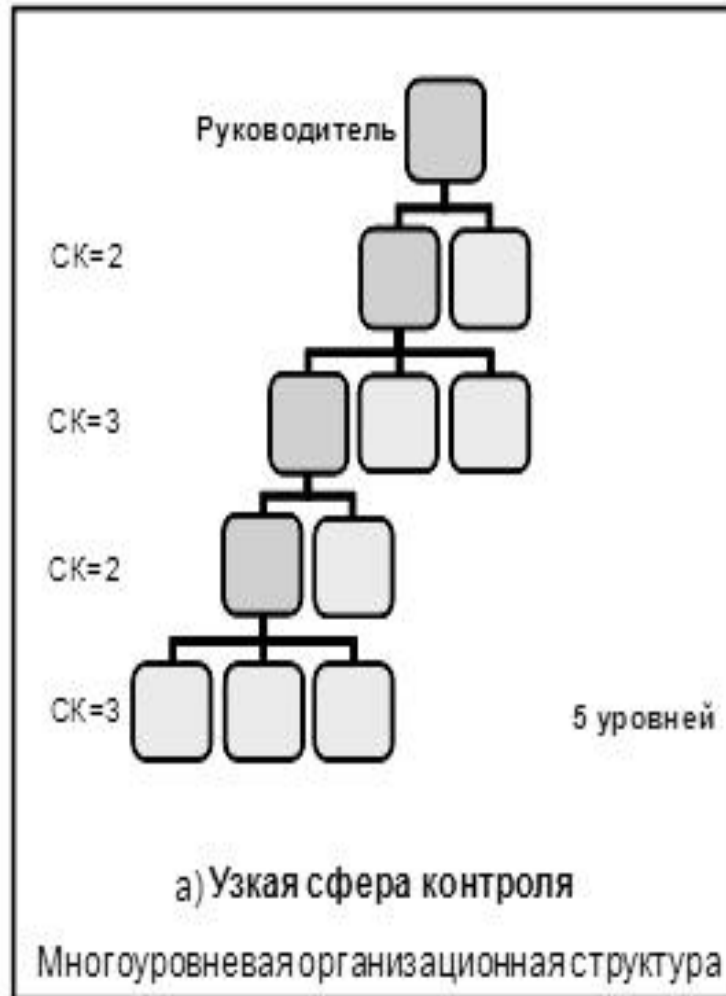 Руководитель
СК=2
СК=3
СК=2
СК=3
5 уровней
а) Узкая сфера контроля
Многоуровневая организационная структура